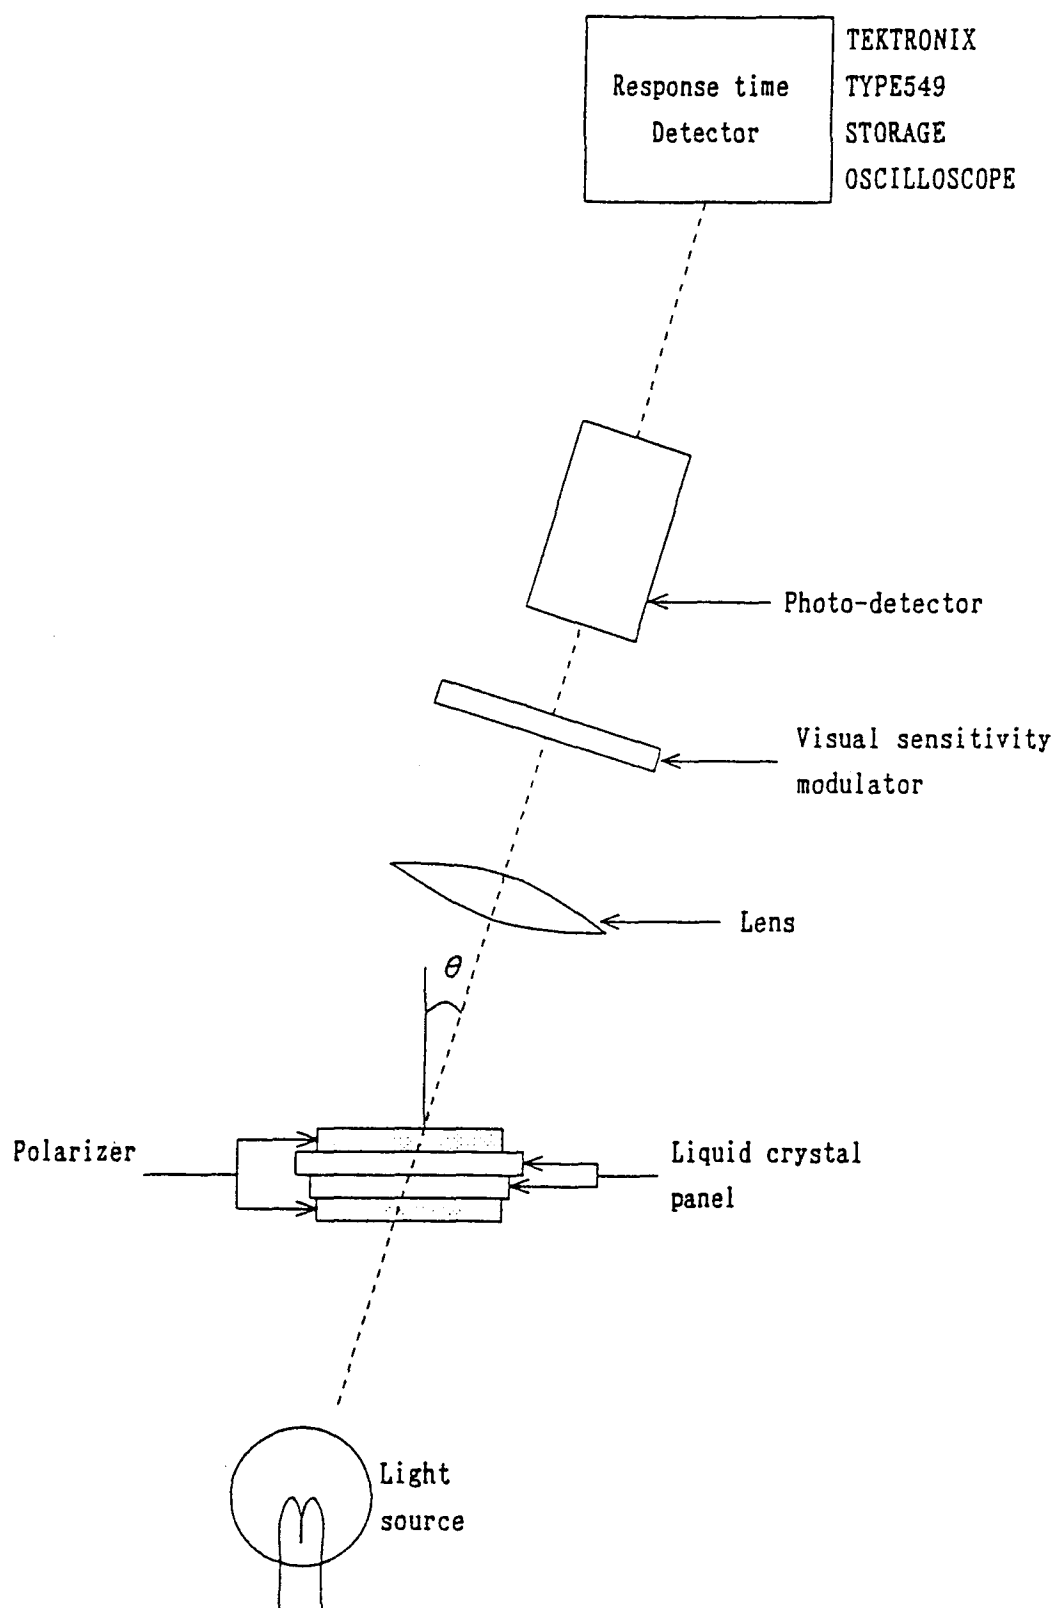 Response time
Detector
TEKTRONIX
TYPE549
STORAGE
OSCILLOSCOPE
Photo-detector
Visual sensitivity
modulator
Lens
θ
Polarizer
Liquid crystal
panel
Light
source